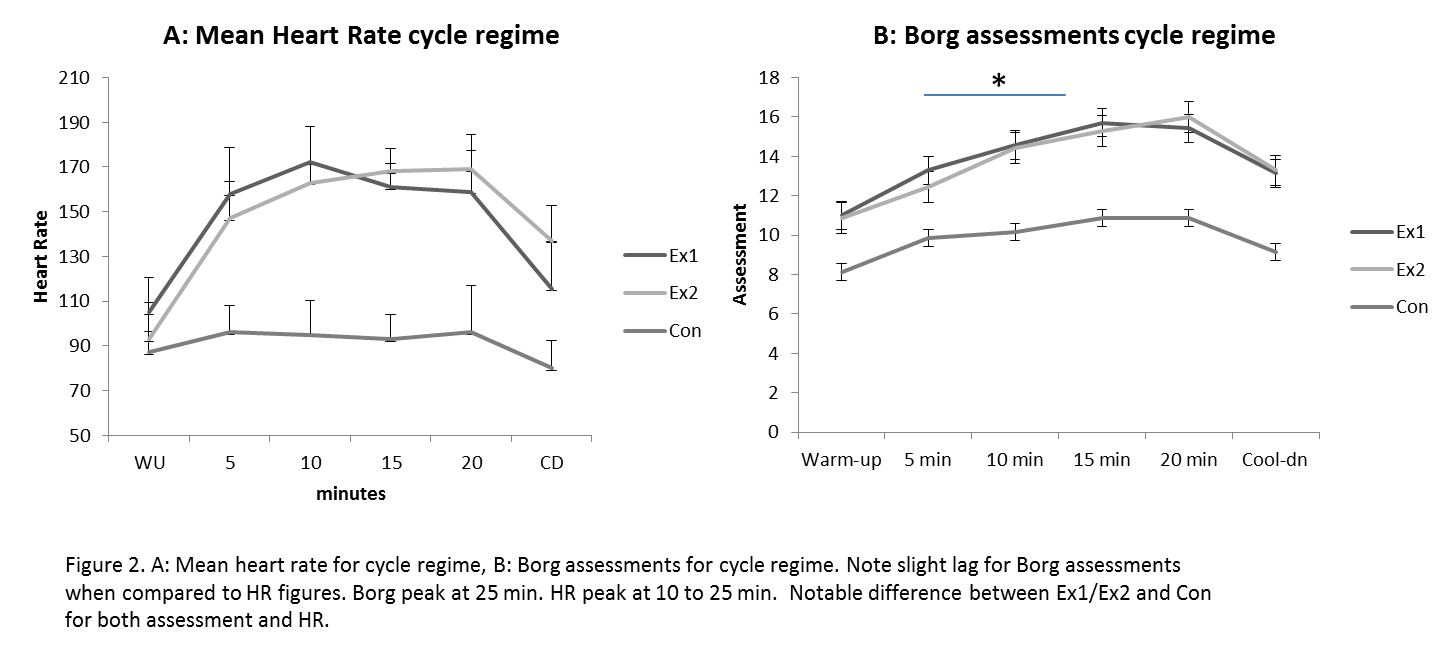 A: Mean Heart Rate cycle regime
210
190
170
150
130
110
90
70
50
Heart Rate
WU 5 10 15 20 CD
minutes
Ex1
Ex2
Con
B: Borg assessments cycle regime
*
18
16
14
12
10
8
6
4
2
0
Assessment
Warm-up 5 min 10 min 15 min 20 min Cool-dn
Ex1
Ex2
Con
Figure 2. A: Mean heart rate for cycle regime, B: Borg assessments for cycle regime. Note slight lag for Borg assessments
when compared to HR figures. Borg peak at 25 min. HR peak at 10 to 25 min.  Notable difference between Ex1/Ex2 and Con
for both assessment and HR.